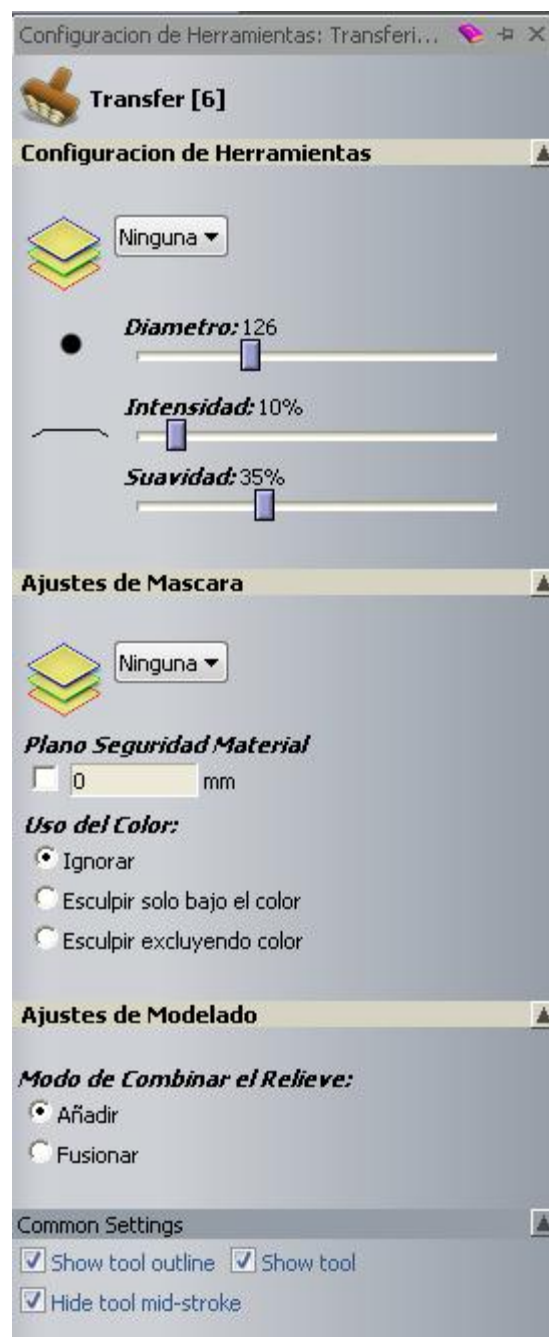 Configuracion de Herramientas: Transferi...
Transfer [6]
Configuracion de Herramientas
Ninguna
Diametro: 126
Intensidad: 10%
Suavidad: 35%
Ajustes de Mascara
Ninguna
Plano Seguridad Material
0 mm
Uso del Color:
Ignorar
Esculpir solo bajo el color
Esculpir excluyendo color
Ajustes de Modelado
Modo de Combinar el Relieve:
Añadir
Fusionar
Common Settings
Show tool outline Show tool
Hide tool mid-stroke